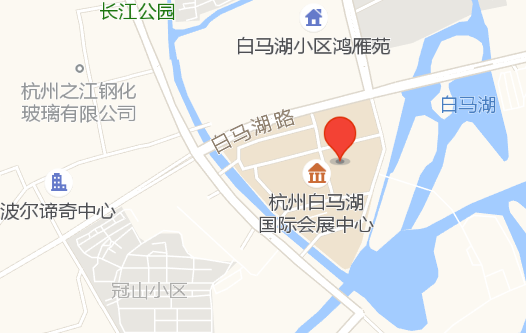 长江公园
白马湖小区鸿雁苑
杭州之江钢化
玻璃有限公司
白马湖
白马湖路
波尔谛奇中心
杭州白马湖
国际会展中心
冠山小区